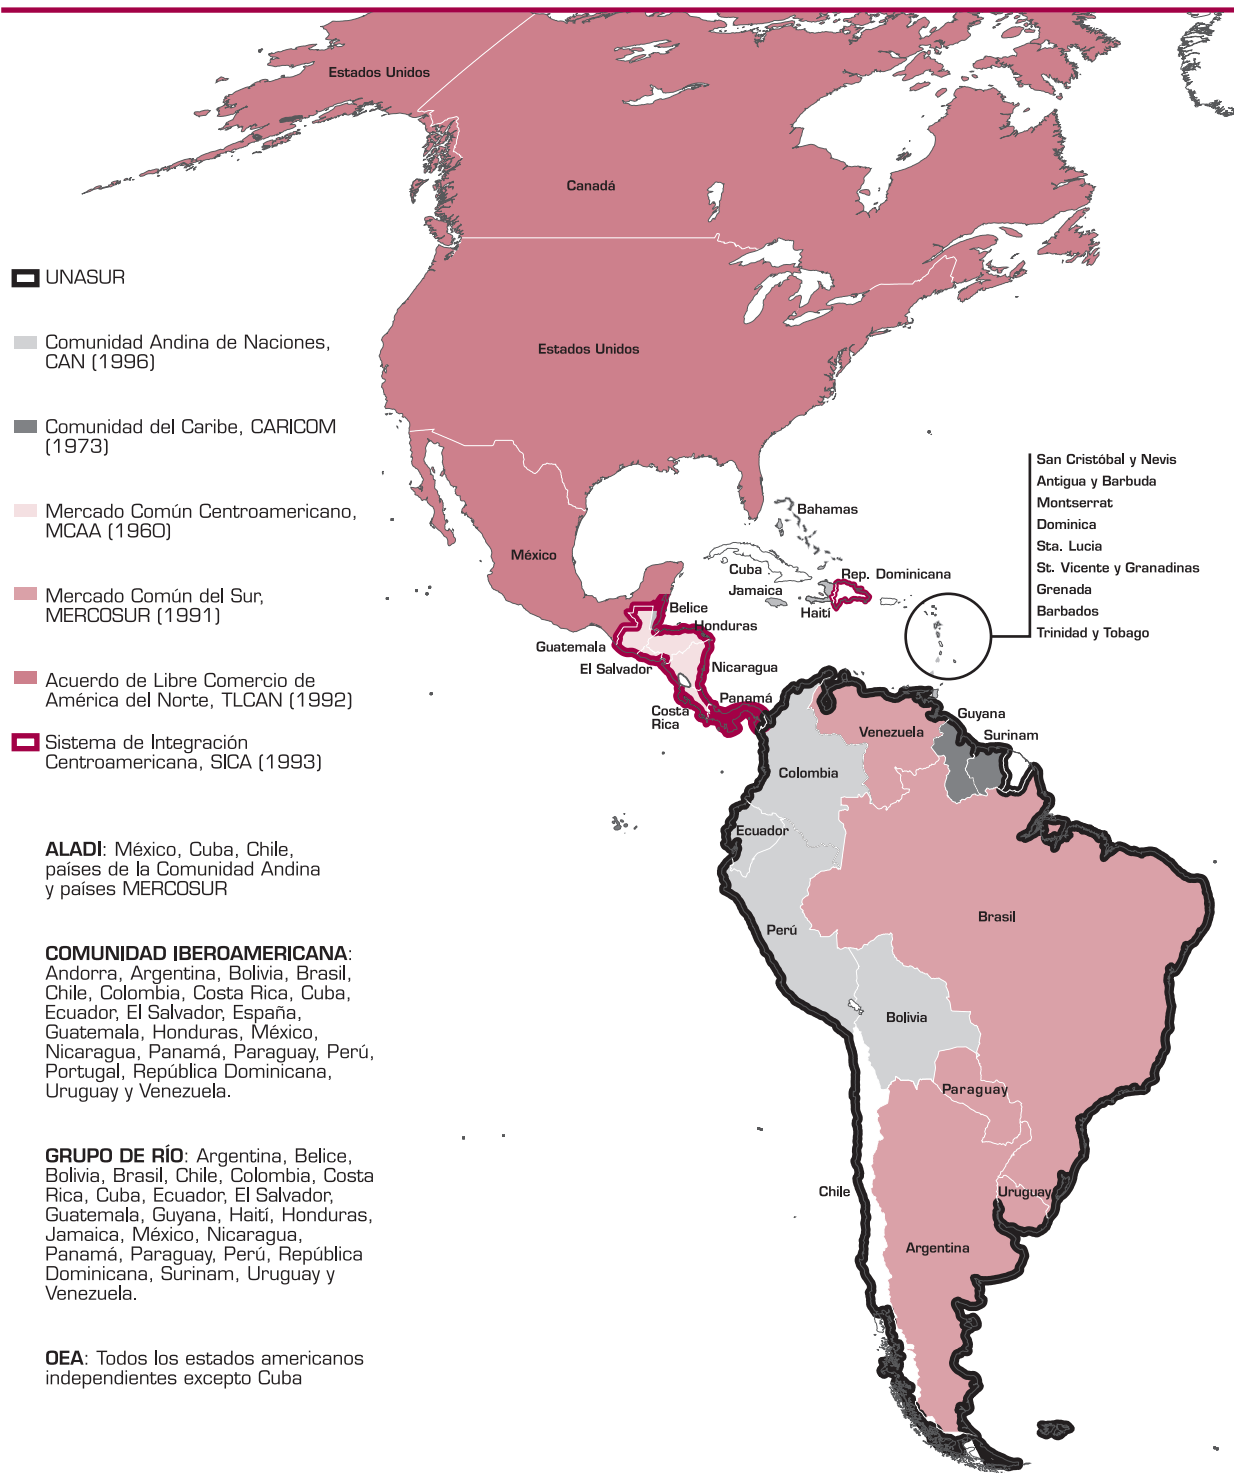 UNASUR
Comunidad Andina de Naciones,
CAN (1996)
Comunidad del Caribe, CARICOM
(1973)
Mercado Común Centroamericano,
MCAA (1960)
Mercado Común del Sur,
MERCOSUR (1991)
Acuerdo de Libre Comercio de
América del Norte, TLCAN (1992)
Sistema de Integración
Centroamericana, SICA (1993)
ALADI: México, Cuba, Chile,
países de la Comunidad Andina
y países MERCOSUR
COMUNIDAD IBEROAMERICANA:
Andorra, Argentina, Bolivia, Brasil,
Chile, Colombia, Costa Rica, Cuba,
Ecuador, El Salvador, España,
Guatemala, Honduras, México,
Nicaragua, Panamá, Paraguay, Perú,
Portugal, República Dominicana,
Uruguay y Venezuela.
GRUPO DE RÍO: Argentina, Belice,
Bolivia, Brasil, Chile, Colombia, Costa
Rica, Cuba, Ecuador, El Salvador,
Guatemala, Guyana, Haití, Honduras,
Jamaica, México, Nicaragua,
Panamá, Paraguay, Perú, República
Dominicana, Surinam, Uruguay y
Venezuela.
OEA: Todos los estados americanos
independientes excepto Cuba
Estados Unidos
Canadá
Estados Unidos
México
Bahamas
Cuba
Jamaica
Rep. Dominicana
Haití
Belice
Honduras
Guatemala
El Salvador
Nicaragua
Panamá
Costa
Rica
San Cristóbal y Nevis
Antigua y Barbuda
Montserrat
Dominica
Sta. Lucia
St. Vicente y Granadinas
Grenada
Barbados
Trinidad y Tobago
Guyana
Surinam
Venezuela
Colombia
Ecuador
Perú
Brasil
Bolivia
Paraguay
Chile
Uruguay
Argentina